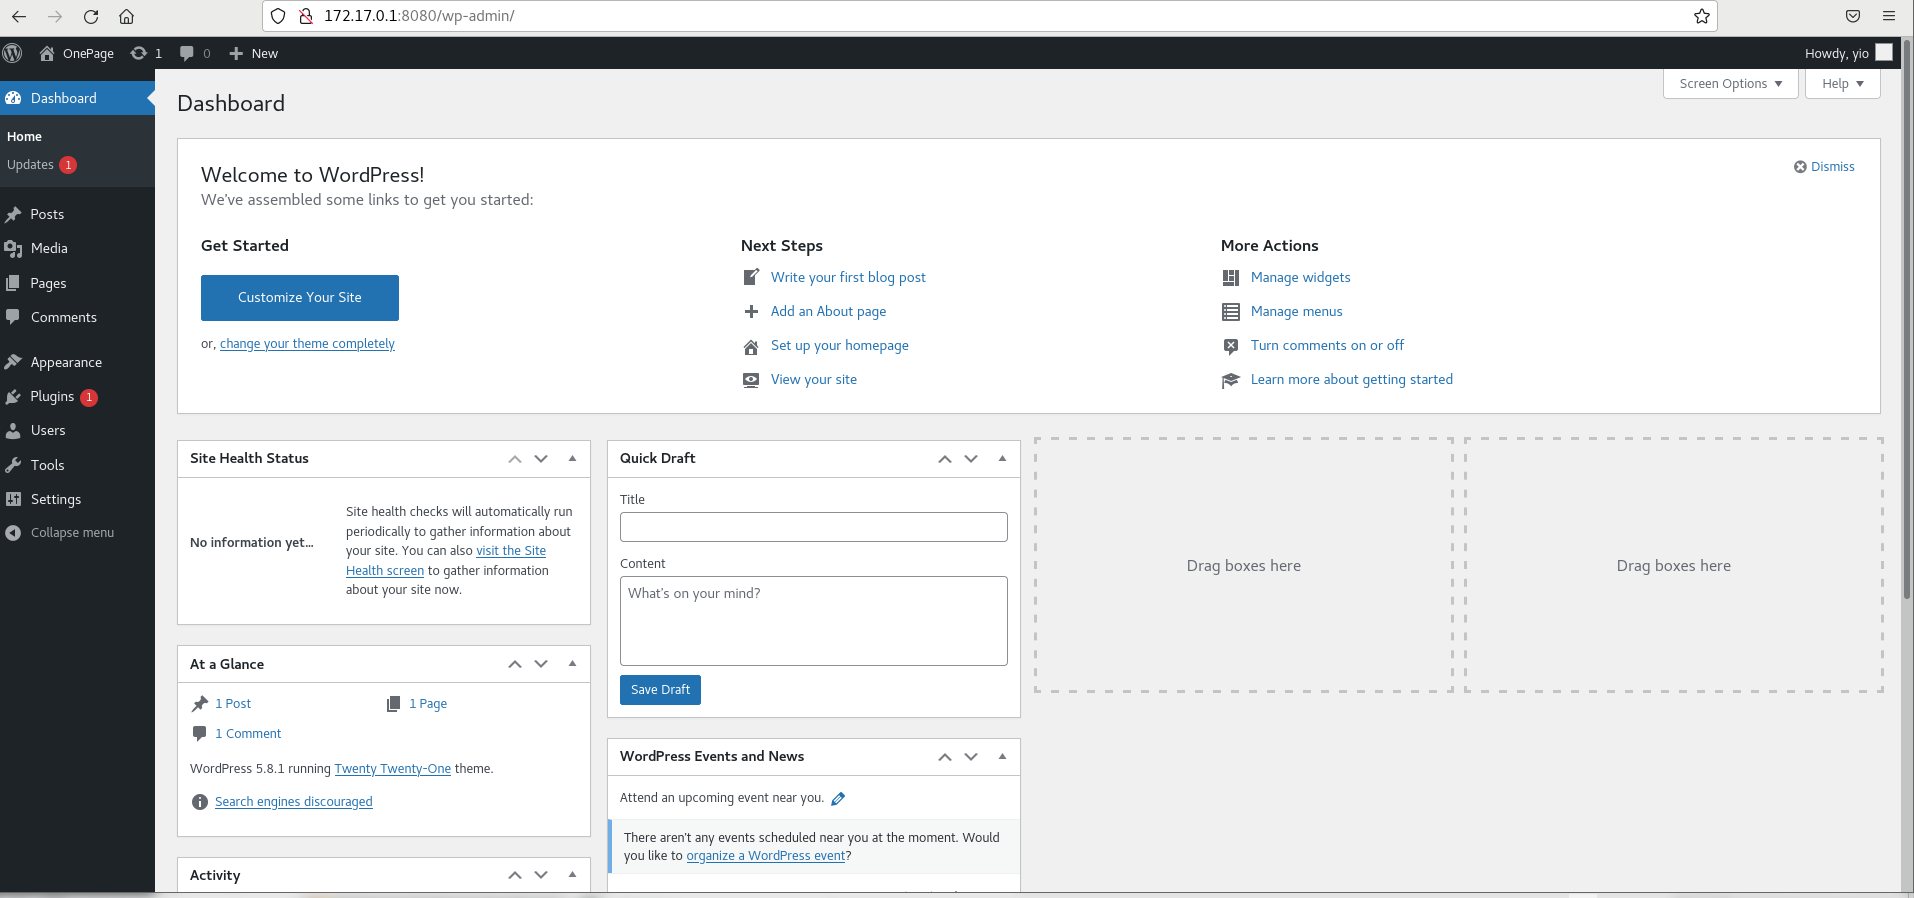 172.17.0.1:8080/wp-admin/
OnePage
1
0
New
Howdy, yio
Dashboard
Home
Updates 1
Posts
Media
Pages
Comments
Appearance
Plugins 1
Users
Tools
Settings
Collapse menu
Screen Options
Help
Dashboard
Welcome to WordPress!
We've assembled some links to get you started:
Dismiss
Get Started
Customize Your Site
or, change your theme completely
Next Steps
Write your first blog post
Add an About page
Set up your homepage
View your site
More Actions
Manage widgets
Manage menus
Turn comments on or off
Learn more about getting started
Site Health Status
No information yet…
Site health checks will automatically run
periodically to gather information about
your site. You can also visit the Site
Health screen to gather information
about your site now.
At a Glance
1 Post
1 Page
1 Comment
WordPress 5.8.1 running Twenty Twenty-One theme.
Search engines discouraged
Activity
Quick Draft
Title
Content
What's on your mind?
Save Draft
WordPress Events and News
Attend an upcoming event near you.
There aren't any events scheduled near you at the moment. Would
you like to organize a WordPress event?
Drag boxes here
Drag boxes here